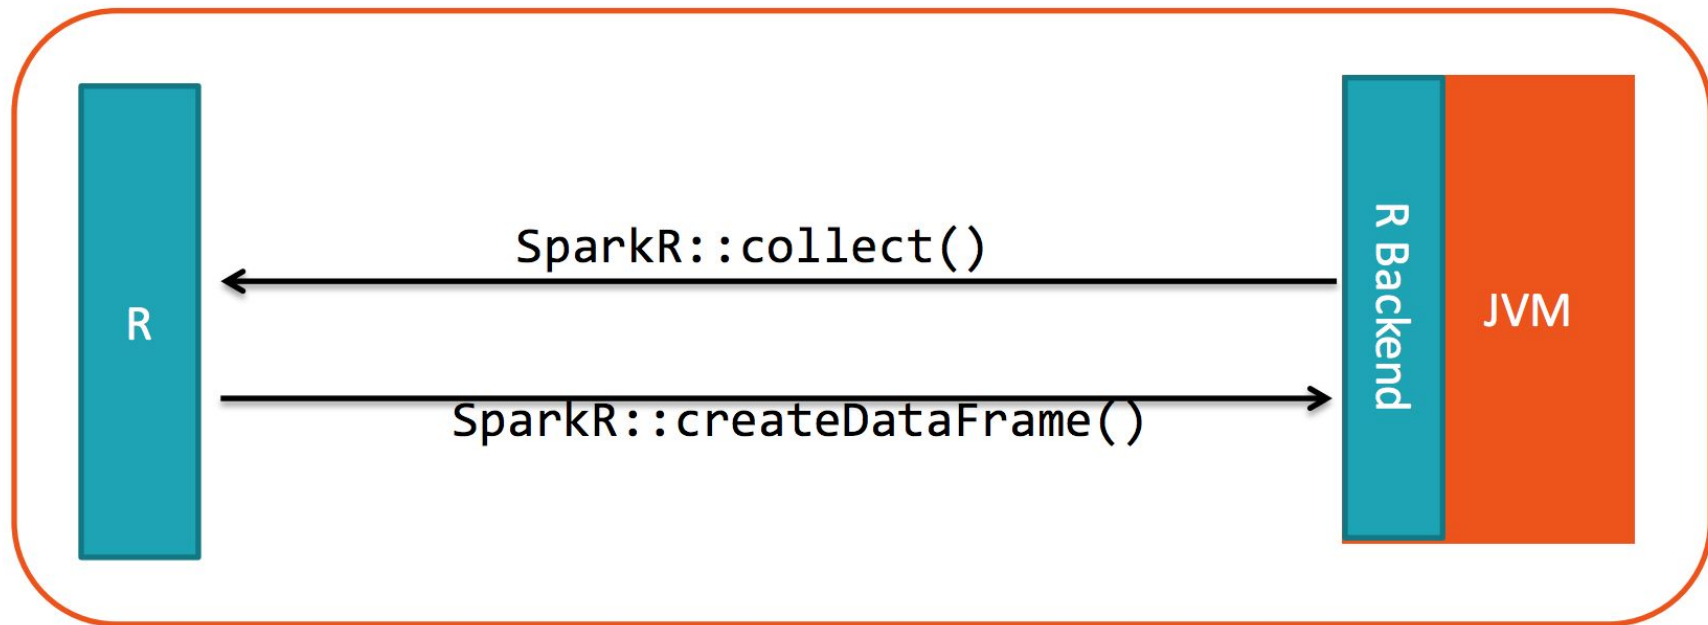 SparkR::collect()
R
R Backend
JVM
SparkR::createDataFrame()